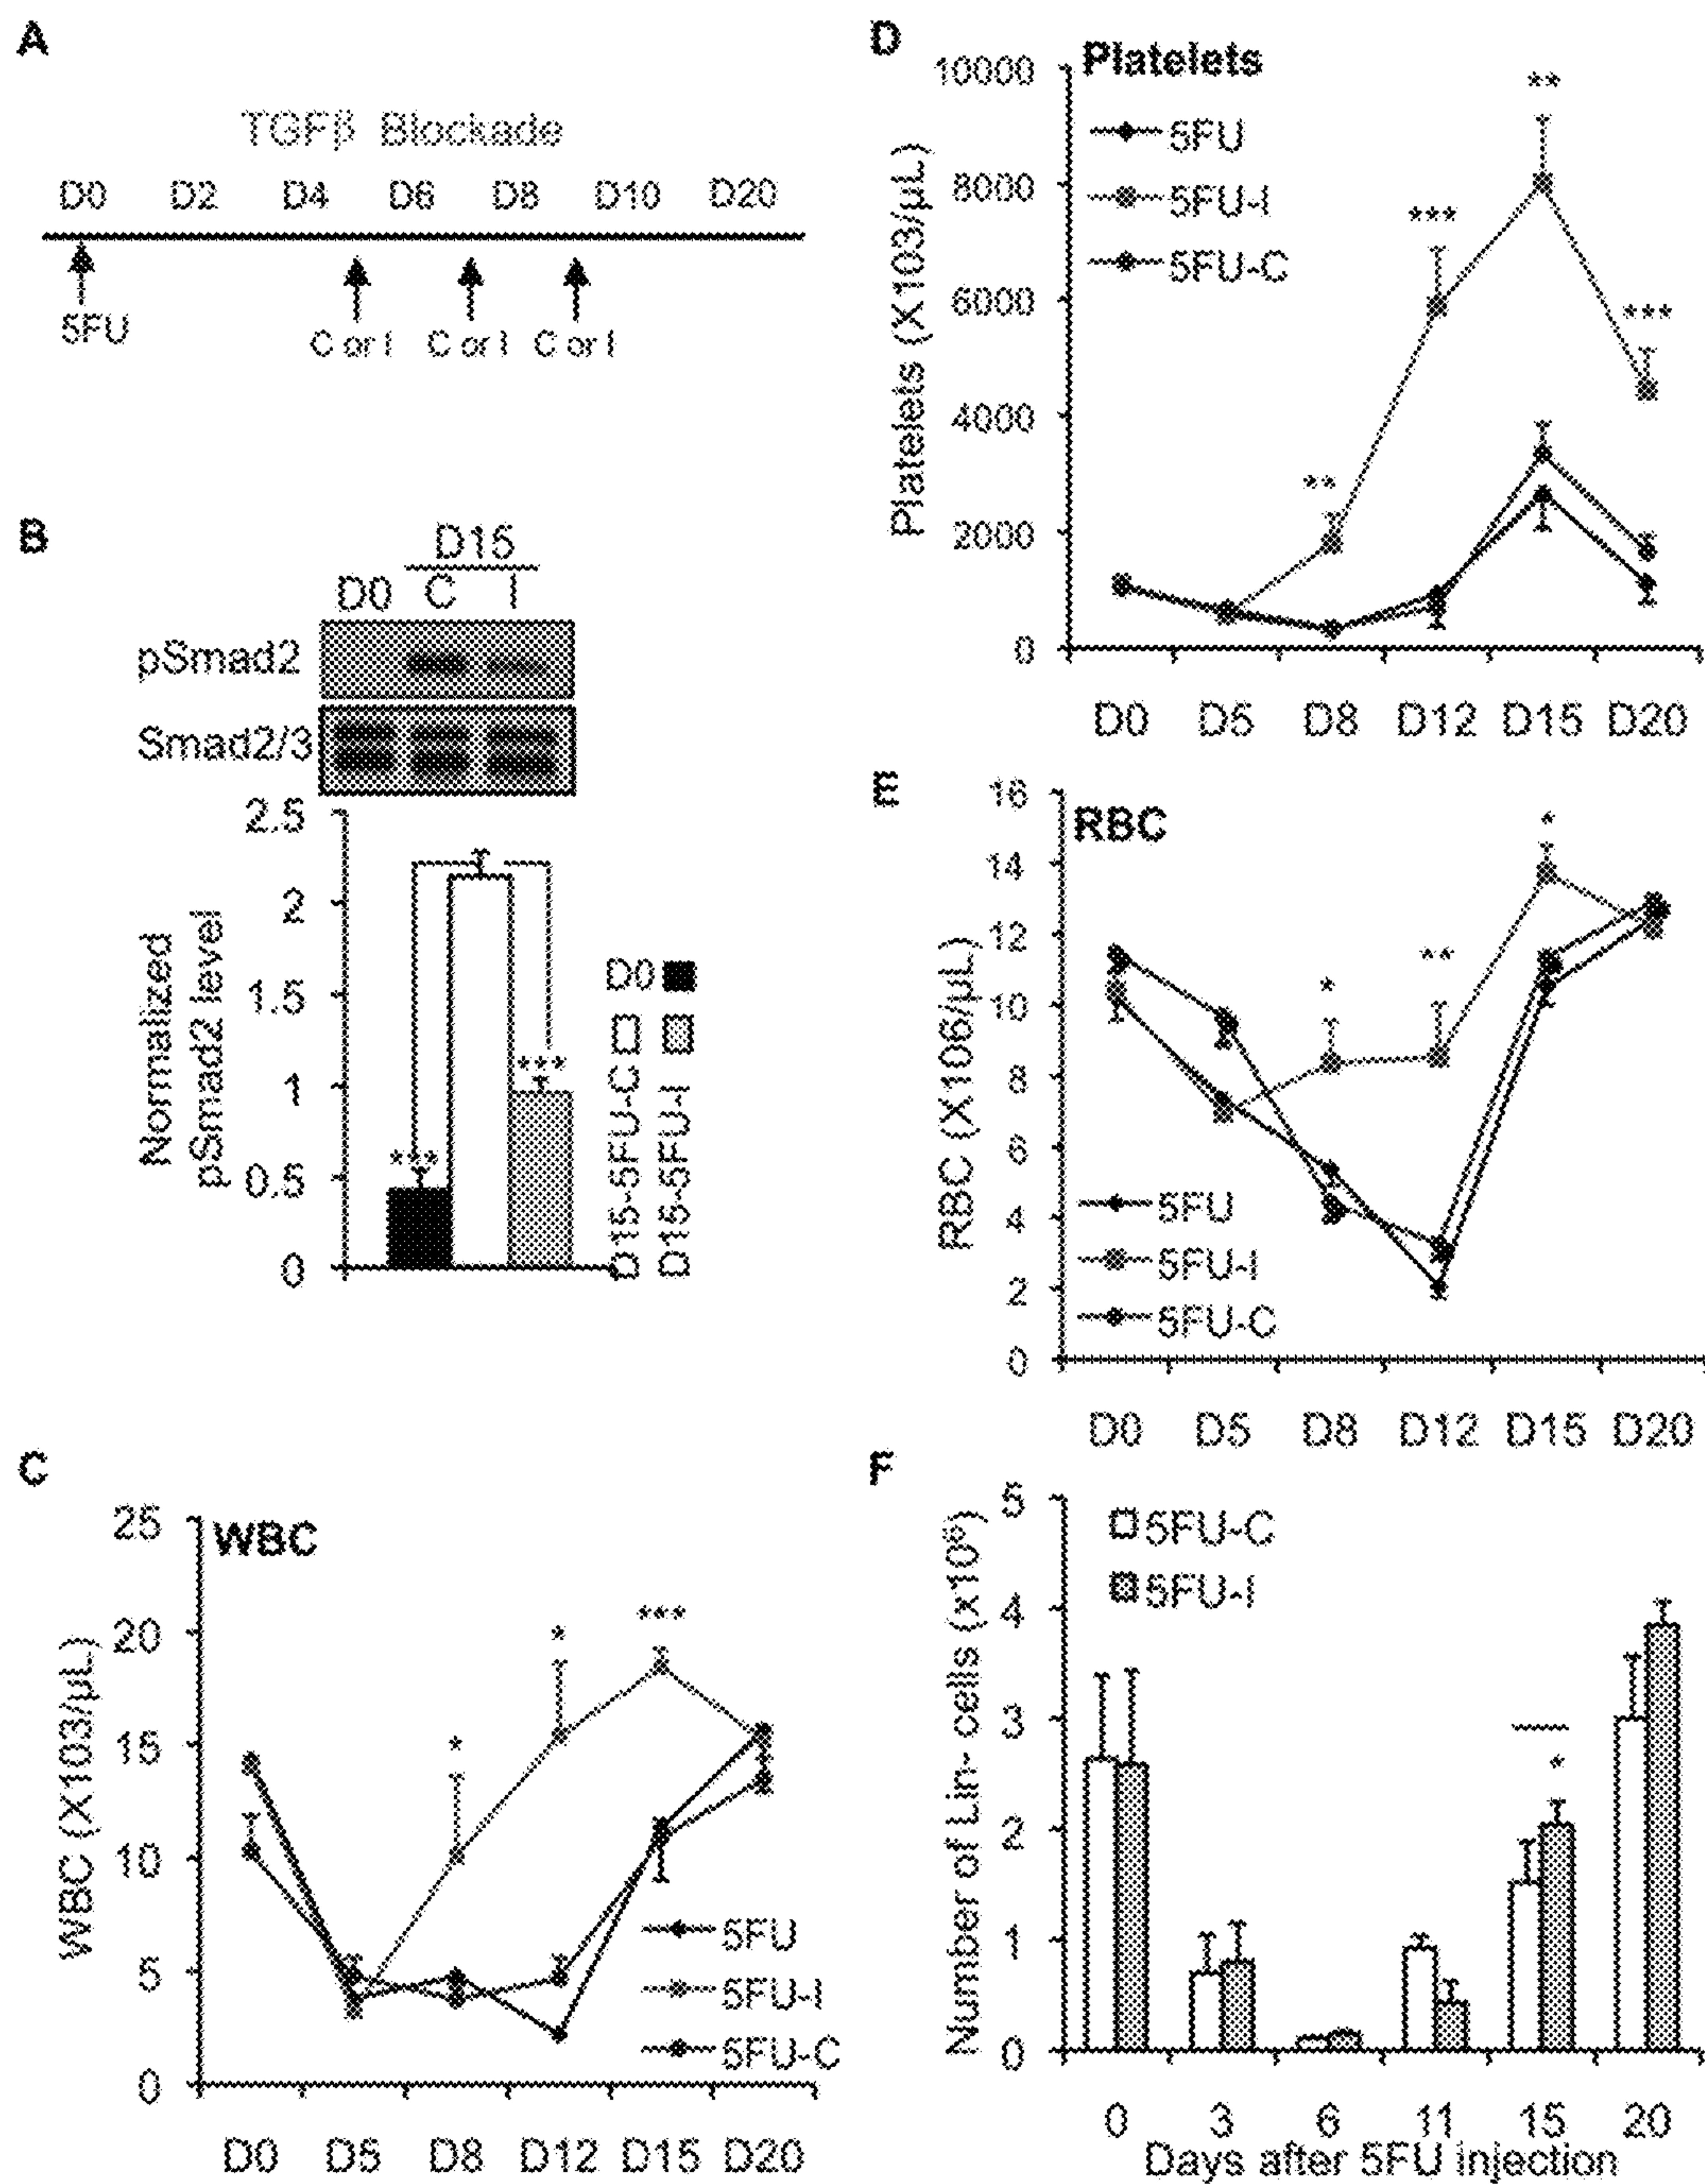 A
TGFβ Blockade
D0 D2 D4 D6 D8 D10 D20
5FU
C or I C or I C or I
B
D15
D0 C I
pSmad2
Smad2/3
Normalized
pSmad2 level
2.5
2
1.5
1
0.5
0
***
***
D0
D15-5FU-C
D15-5FU-I
C
WBC
WBC (X103/µL)
25
20
15
10
5
0
*
*
***
5FU
5FU-I
5FU-C
D0 D5 D8 D12 D15 D20
D
Platelets
Platelets (X103/µL)
10000
8000
6000
4000
2000
0
5FU
5FU-I
5FU-C
**
***
**
***
D0 D5 D8 D12 D15 D20
E
RBC
RBC (X106/µL)
16
14
12
10
8
6
4
2
0
*
**
*
5FU
5FU-I
5FU-C
D0 D5 D8 D12 D15 D20
F
Number of Lin- cells (x10⁶)
5
4
3
2
1
0
5FU-C
5FU-I
*
0 3 6 11 15 20
Days after 5FU injection